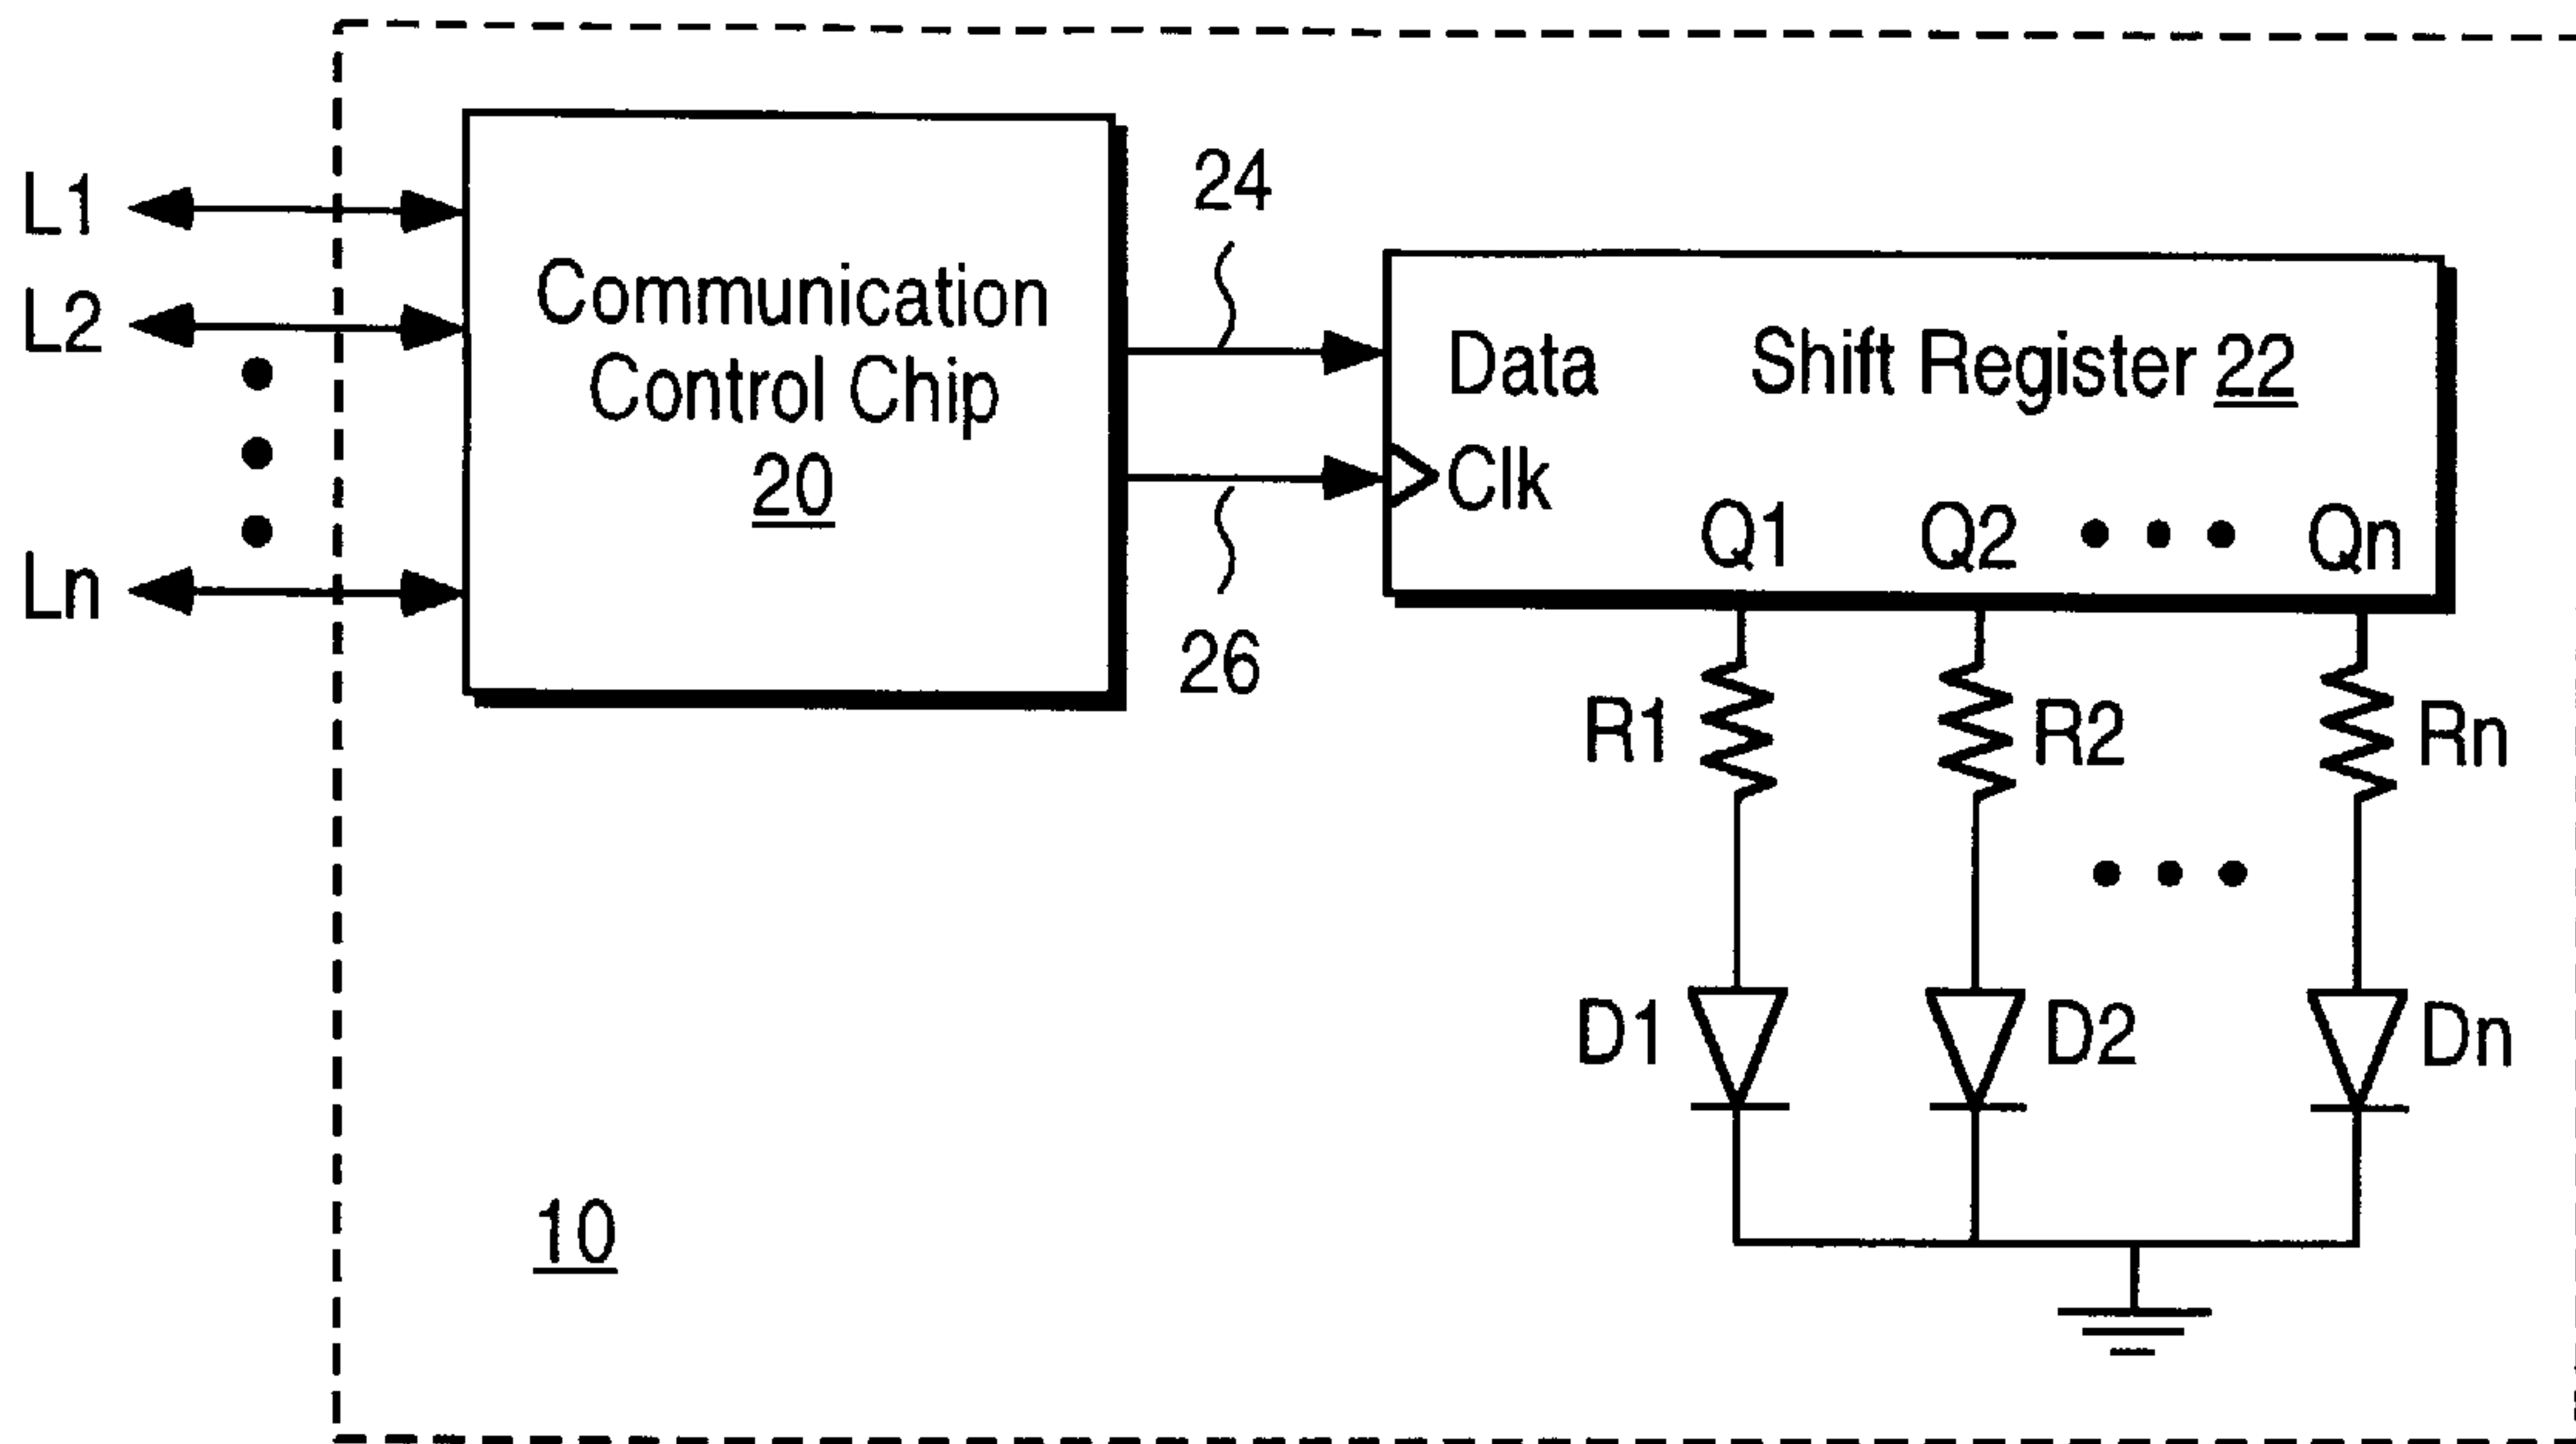 L1
L2
Ln
Communication
Control Chip
20
24
26
Data
Shift Register 22
Clk
Q1 Q2 • • • Qn
R1
R2
Rn
D1
D2
Dn
10